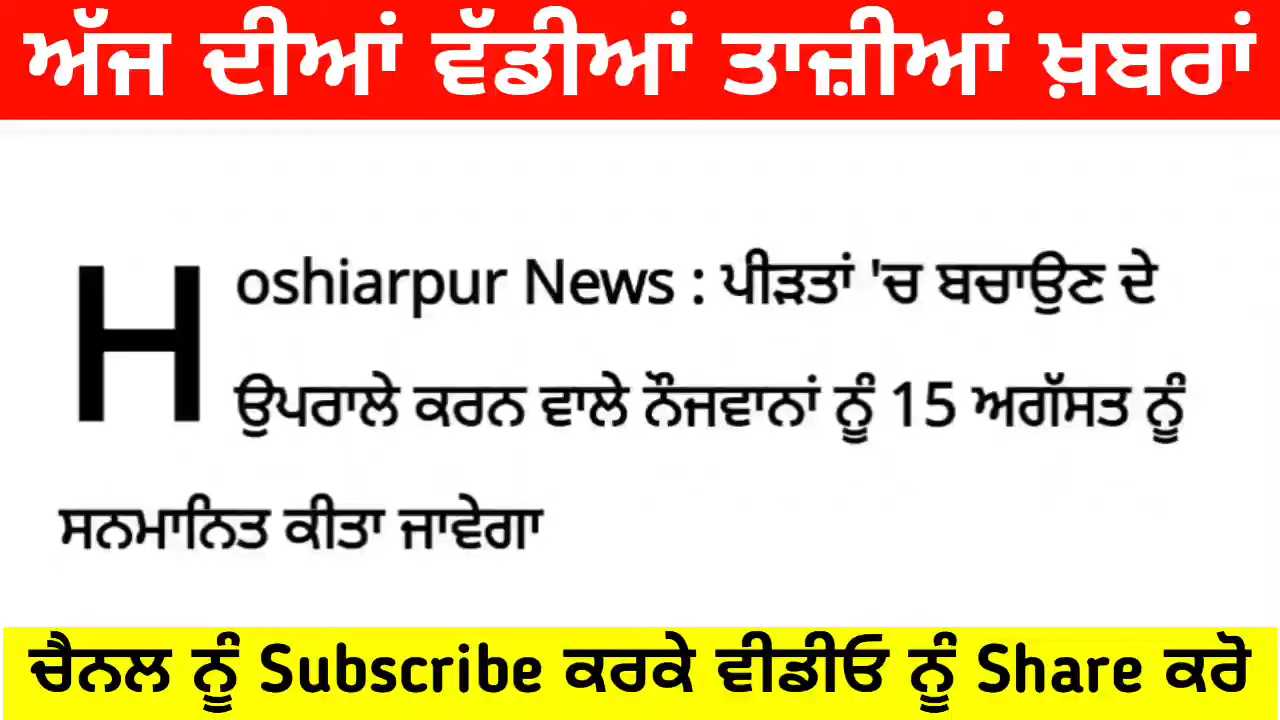 ਅੱਜ ਦੀਆਂ ਵੱਡੀਆਂ ਤਾਜ਼ੀਆਂ ਖ਼ਬਰਾਂ
Hoshiarpur News : ਪੀੜਤਾਂ 'ਚ ਬਚਾਉਣ ਦੇ
ਉਪਰਾਲੇ ਕਰਨ ਵਾਲੇ ਨੌਜਵਾਨਾਂ ਨੂੰ 15 ਅਗੱਸਤ ਨੂੰ
ਸਨਮਾਨਿਤ ਕੀਤਾ ਜਾਵੇਗਾ
ਚੈਨਲ ਨੂੰ Subscribe ਕਰਕੇ ਵੀਡੀਓ ਨੂੰ Share ਕਰੋ